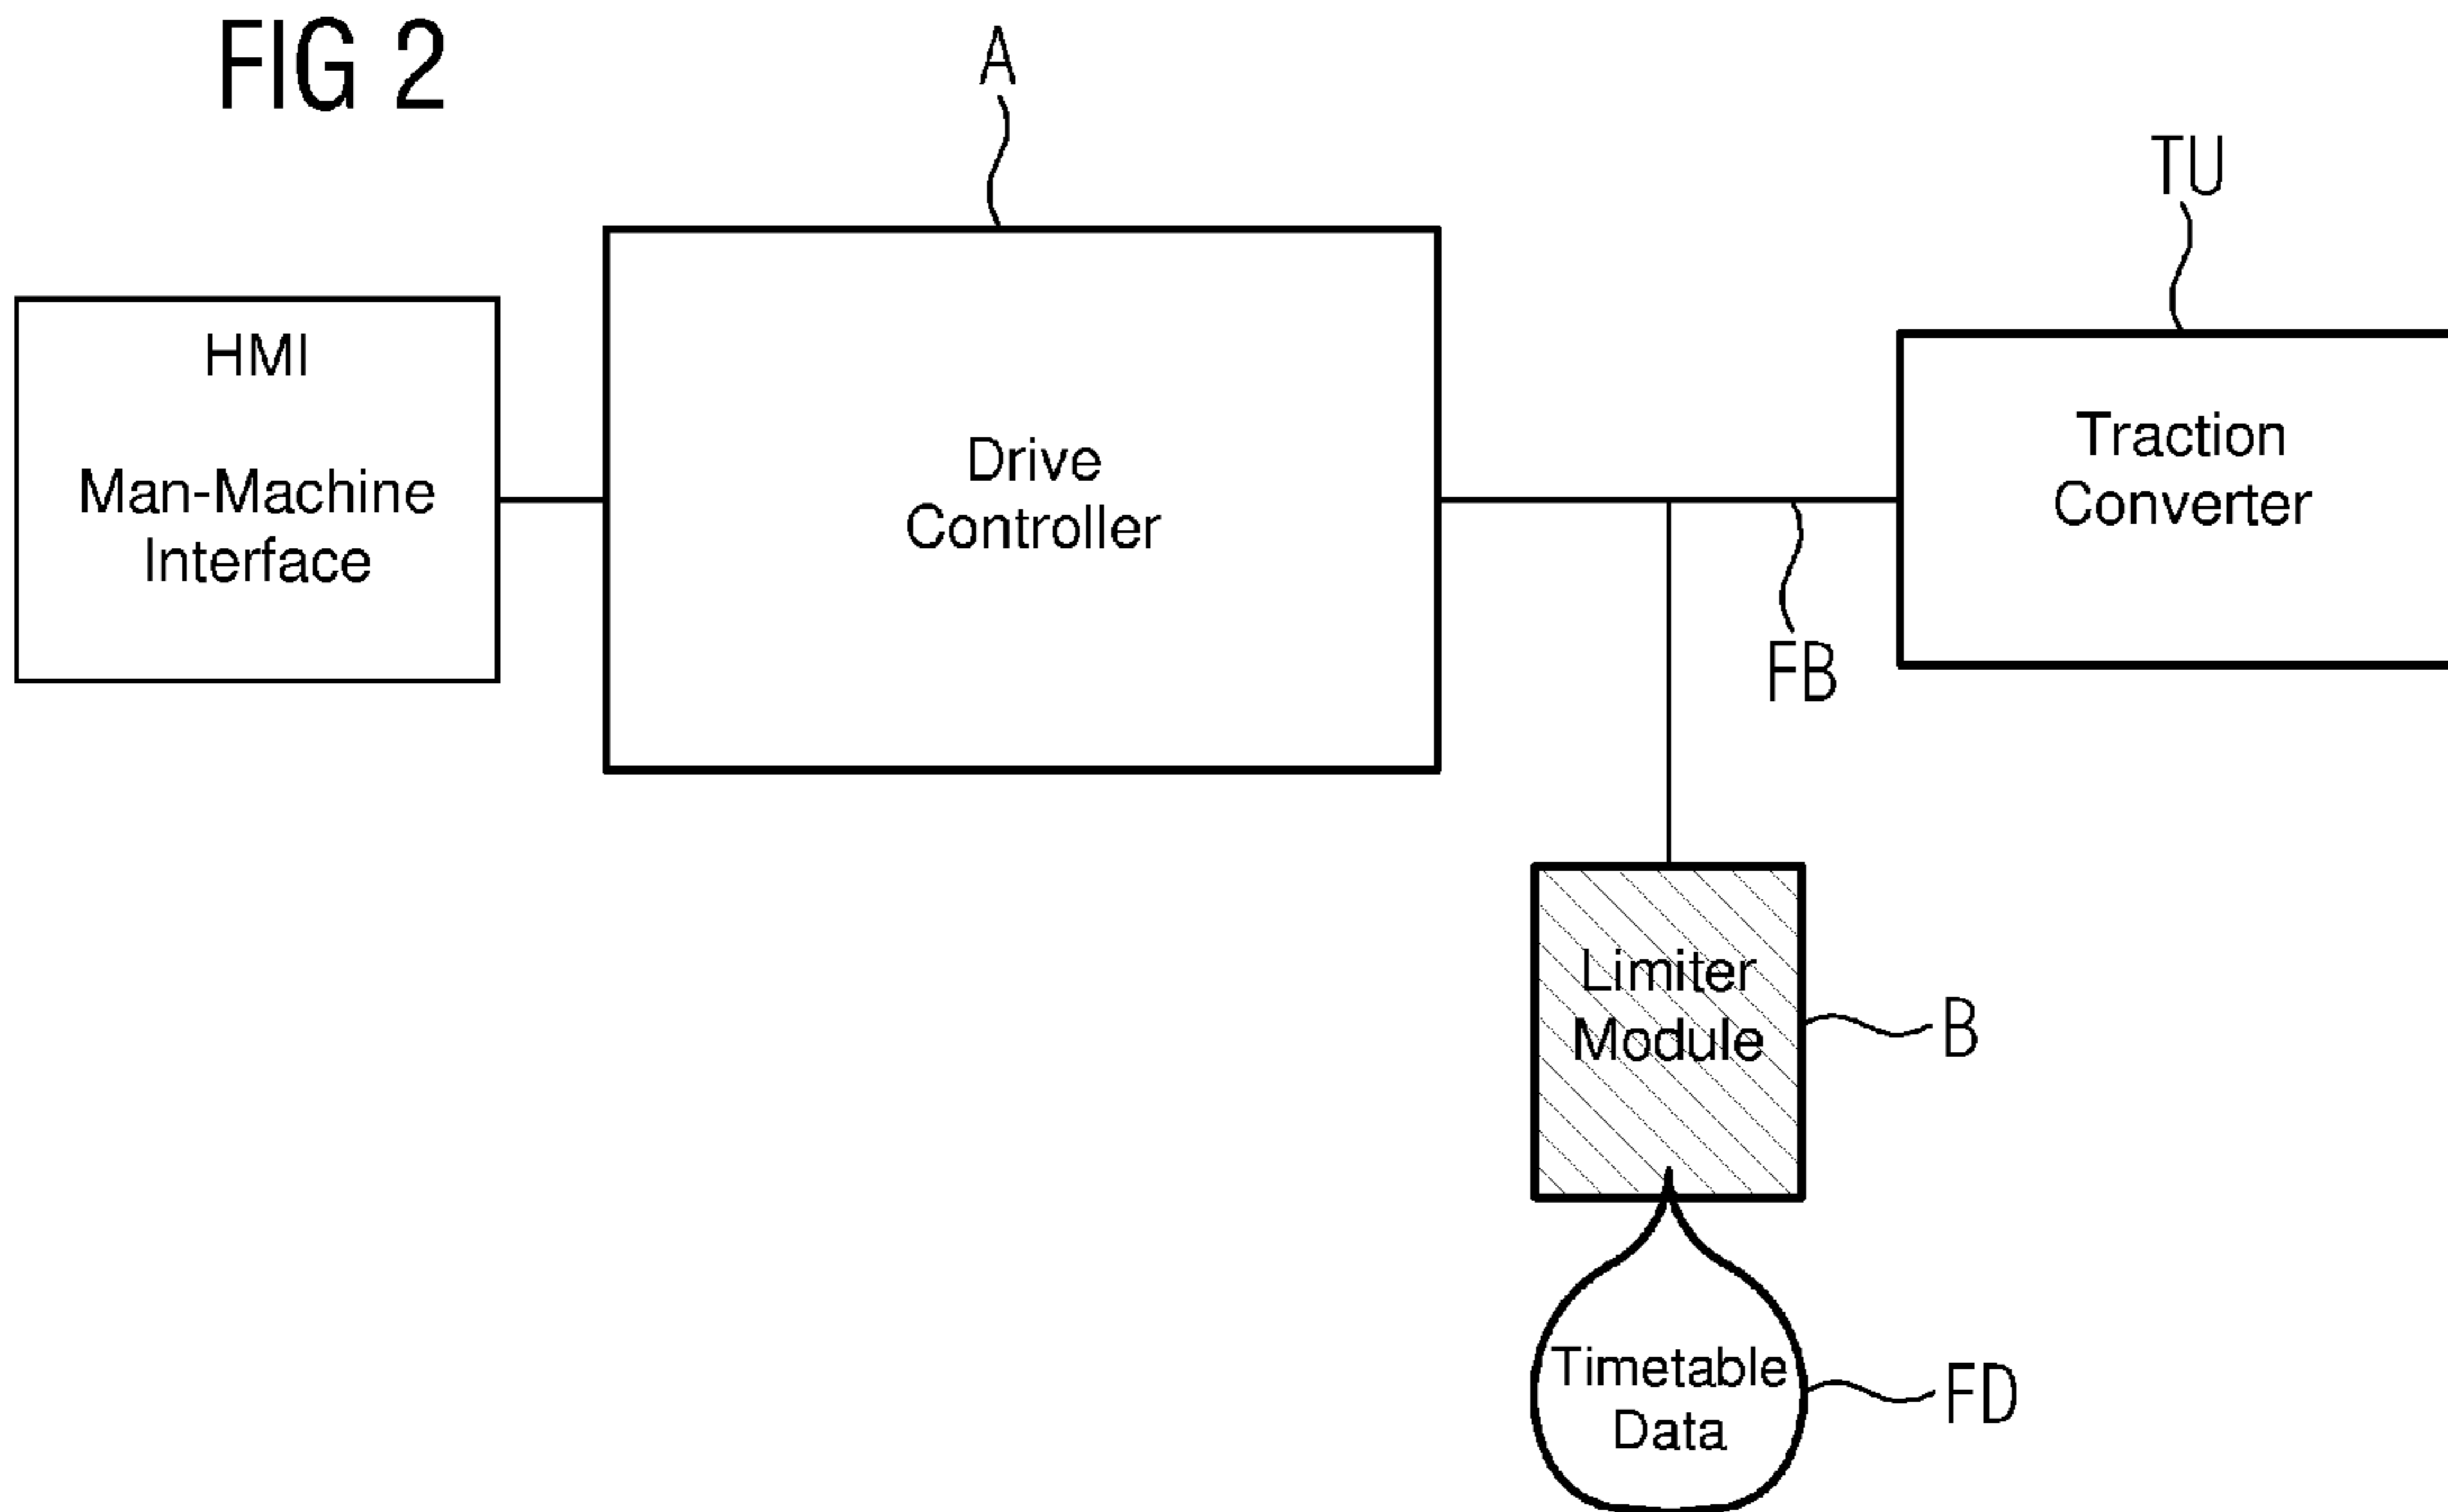 FIG 2
A
TU
HMI
Man-Machine
Interface
Drive
Controller
Traction
Converter
FB
Limiter
Module
B
Timetable
Data
FD